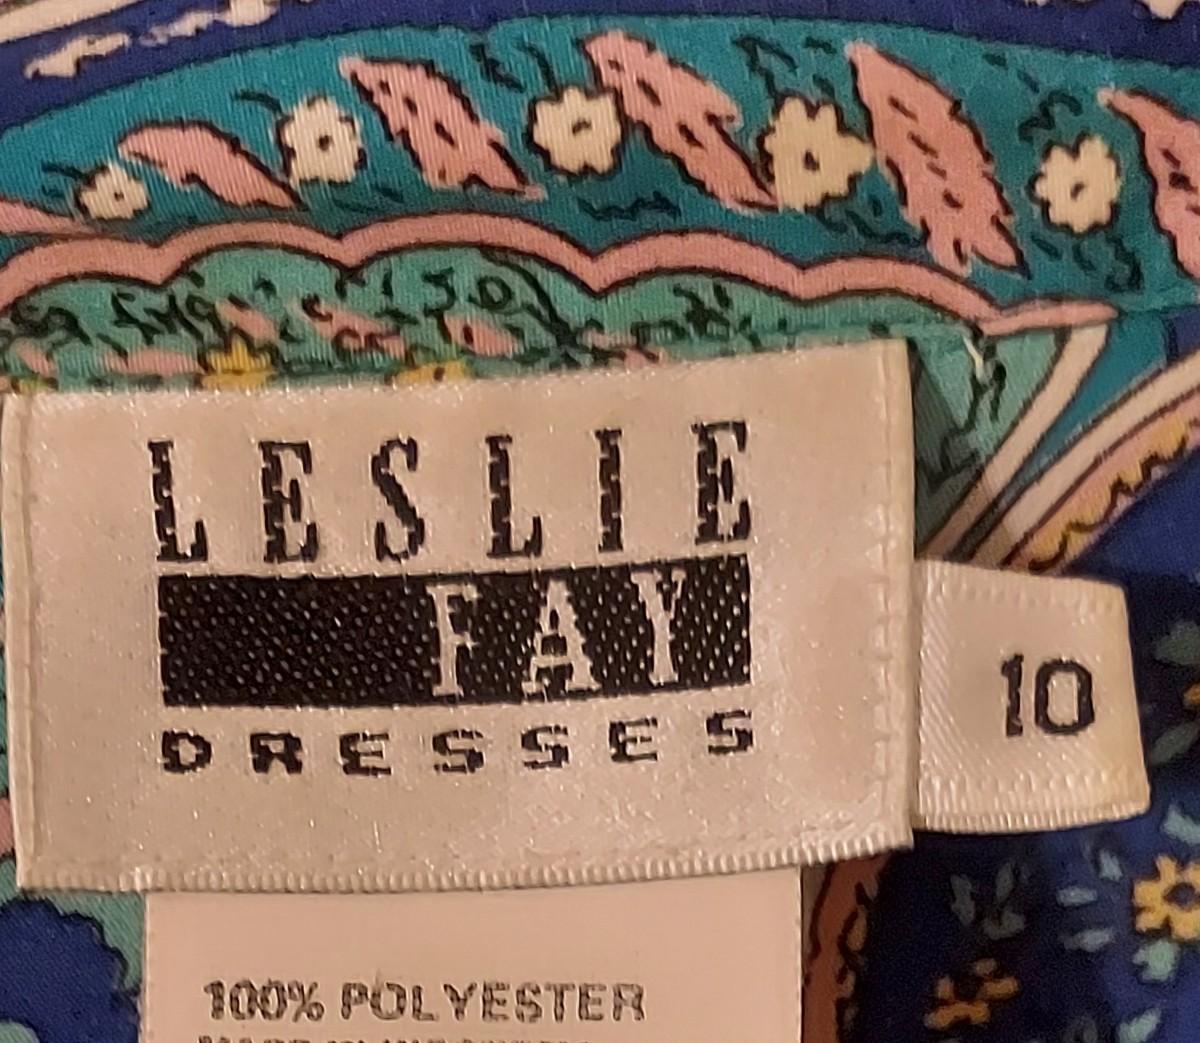 LESLIE
FAY
DRESSES
10
100% POLYESTER